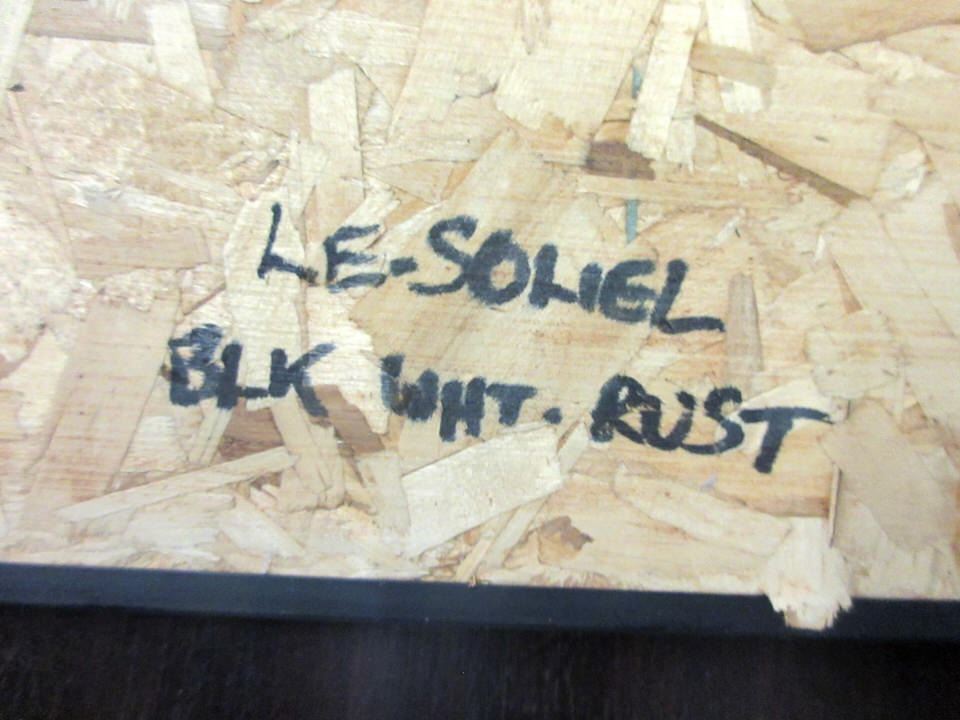 LE-SOLIEL
BLK WHT. RUST